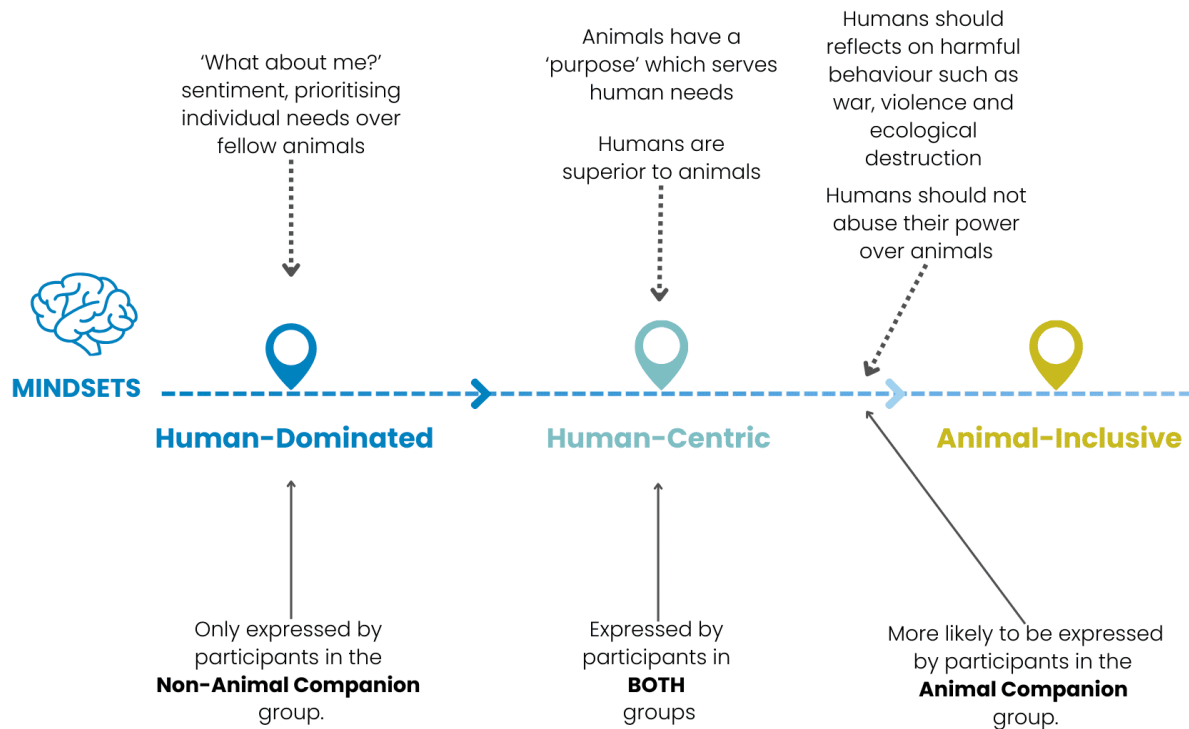 ‘What about me?’
sentiment, prioritising
individual needs over
fellow animals
Animals have a
‘purpose’ which serves
human needs
Humans are
superior to animals
Humans should
reflects on harmful
behaviour such as
war, violence and
ecological
destruction
Humans should not
abuse their power
over animals
MINDSETS
Human-Dominated
Human-Centric
Animal-Inclusive
Only expressed by
participants in the
Non-Animal Companion
group.
Expressed by
participants in
BOTH
groups
More likely to be expressed
by participants in the
Animal Companion
group.